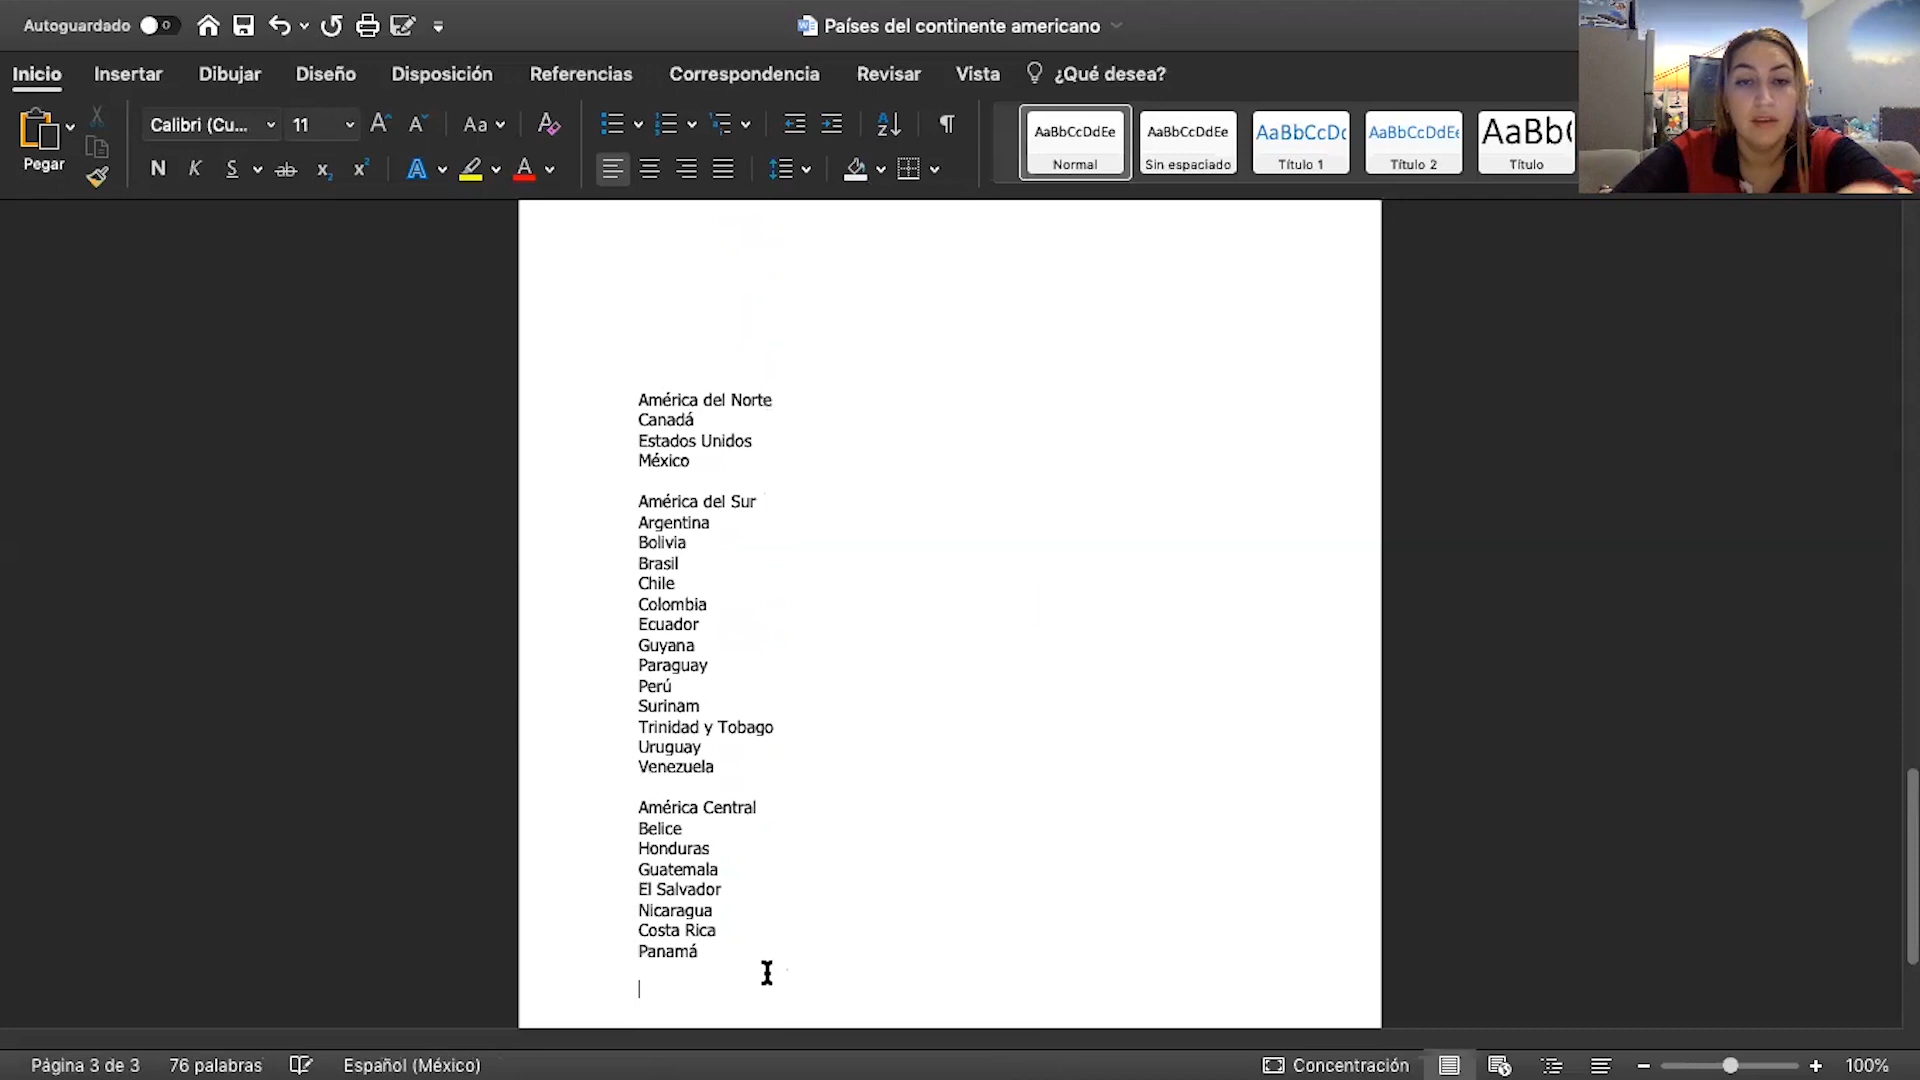 Autoguardado
Países del continente americano
Inicio Insertar Dibujar Diseño Disposición Referencias Correspondencia Revisar Vista ¿Qué desea?
Pegar
Calibri (Cu... 11 Aa
N K S ab x2 x2 A A
AaBbCcDdEe AaBbCcDdEe AaBbCcDc AaBbCcDdEe AaBb(
Normal Sin espaciado Título 1 Título 2 Título
América del Norte
Canadá
Estados Unidos
México
América del Sur
Argentina
Bolivia
Brasil
Chile
Colombia
Ecuador
Guyana
Paraguay
Perú
Surinam
Trinidad y Tobago
Uruguay
Venezuela
América Central
Belice
Honduras
Guatemala
El Salvador
Nicaragua
Costa Rica
Panamá
Página 3 de 3 76 palabras Español (México) Concentración 100%